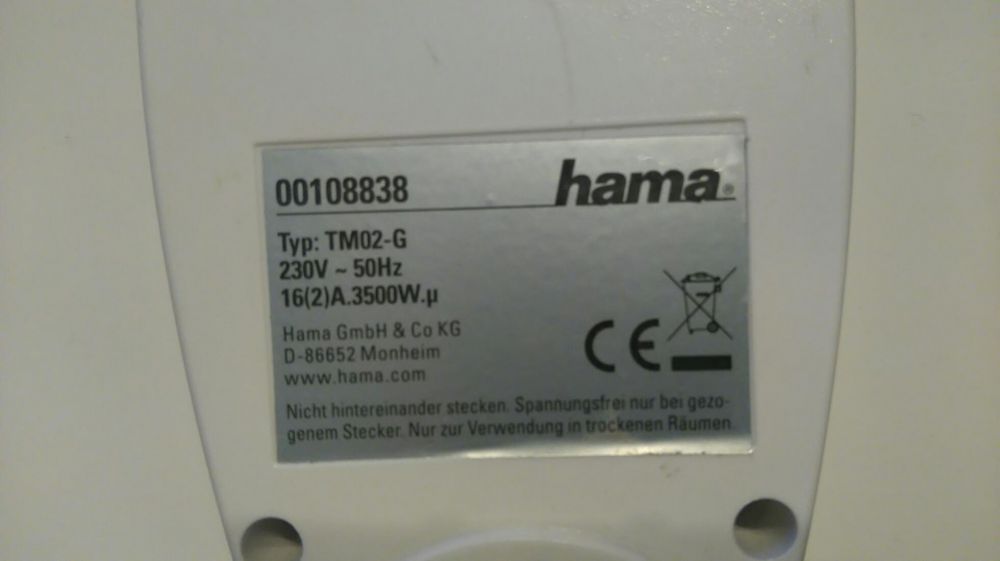 00108838
hama®
Typ: TM02-G
230V ~ 50Hz
16(2)A.3500W.µ
Hama GmbH & Co KG
D-86652 Monheim
www.hama.com
CE
Nicht hintereinander stecken. Spannungsfrei nur bei gezo-
genem Stecker. Nur zur Verwendung in trockenen Räumen